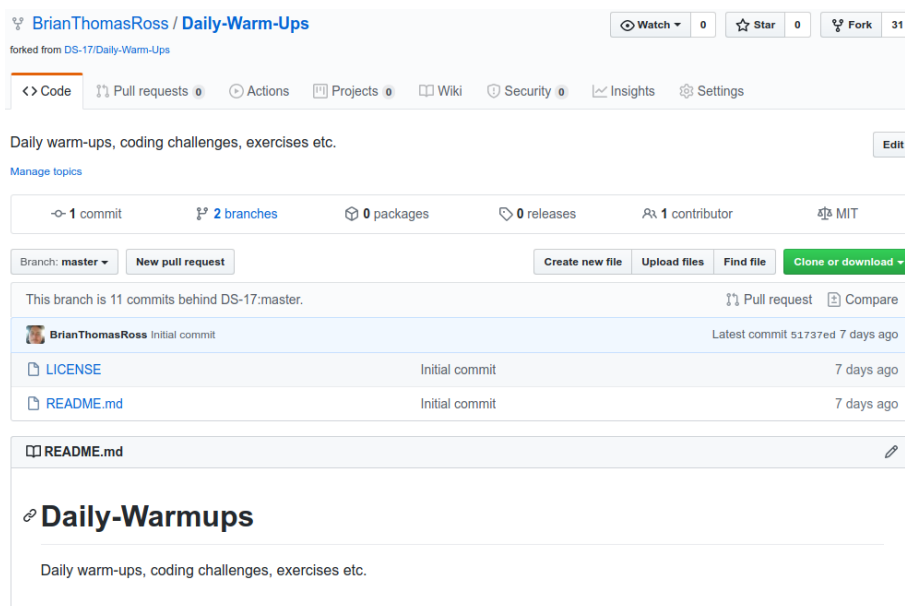 BrianThomasRoss / Daily-Warm-Ups
Watch 0 Star 0 Fork 31
forked from DS-17/Daily-Warm-Ups
Code Pull requests 0 Actions Projects 0 Wiki Security 0 Insights Settings
Daily warm-ups, coding challenges, exercises etc.
Edit
Manage topics
1 commit 2 branches 0 packages 0 releases 1 contributor MIT
Branch: master New pull request Create new file Upload files Find file Clone or download
This branch is 11 commits behind DS-17:master. Pull request Compare
BrianThomasRoss Initial commit Latest commit 51737ed 7 days ago
LICENSE Initial commit 7 days ago
README.md Initial commit 7 days ago
README.md
Daily-Warmups
Daily warm-ups, coding challenges, exercises etc.